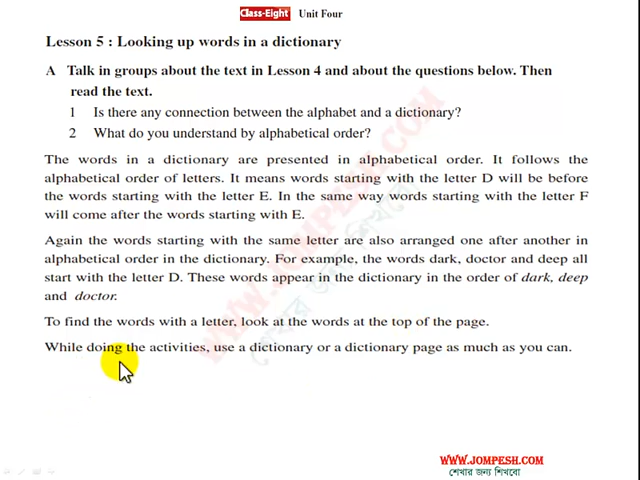 Class-Eight Unit Four
Lesson 5 : Looking up words in a dictionary
A Talk in groups about the text in Lesson 4 and about the questions below. Then
read the text.
1 Is there any connection between the alphabet and a dictionary?
2 What do you understand by alphabetical order?
The words in a dictionary are presented in alphabetical order. It follows the
alphabetical order of letters. It means words starting with the letter D will be before
the words starting with the letter E. In the same way words starting with the letter F
will come after the words starting with E.
Again the words starting with the same letter are also arranged one after another in
alphabetical order in the dictionary. For example, the words dark, doctor and deep all
start with the letter D. These words appear in the dictionary in the order of dark, deep
and doctor.
To find the words with a letter, look at the words at the top of the page.
While doing the activities, use a dictionary or a dictionary page as much as you can.
WWW.JOMPESH.COM
শেখার জন্য শিখবো
WWW.JOMPESH.COM
শেখার জন্য শিখবো